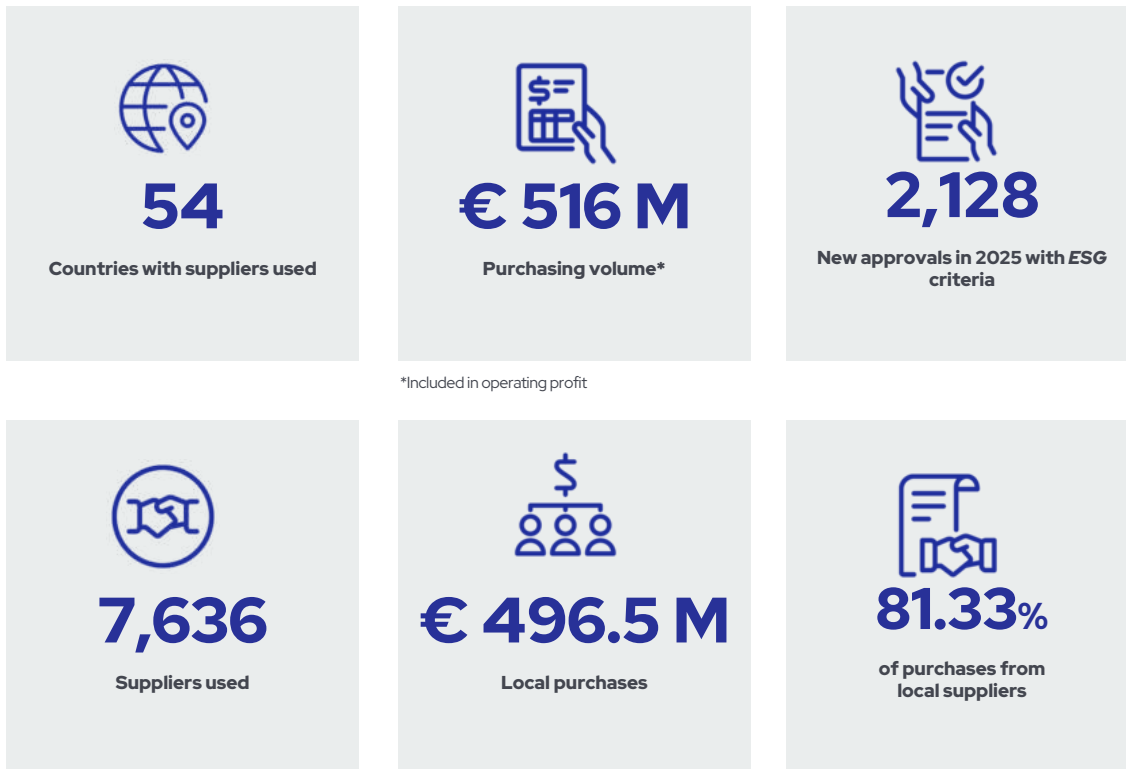 54
Countries with suppliers used
€ 516 M
Purchasing volume*
2,128
New approvals in 2025 with ESG
criteria
*Included in operating profit
7,636
Suppliers used
€ 496.5 M
Local purchases
81.33%
of purchases from
local suppliers